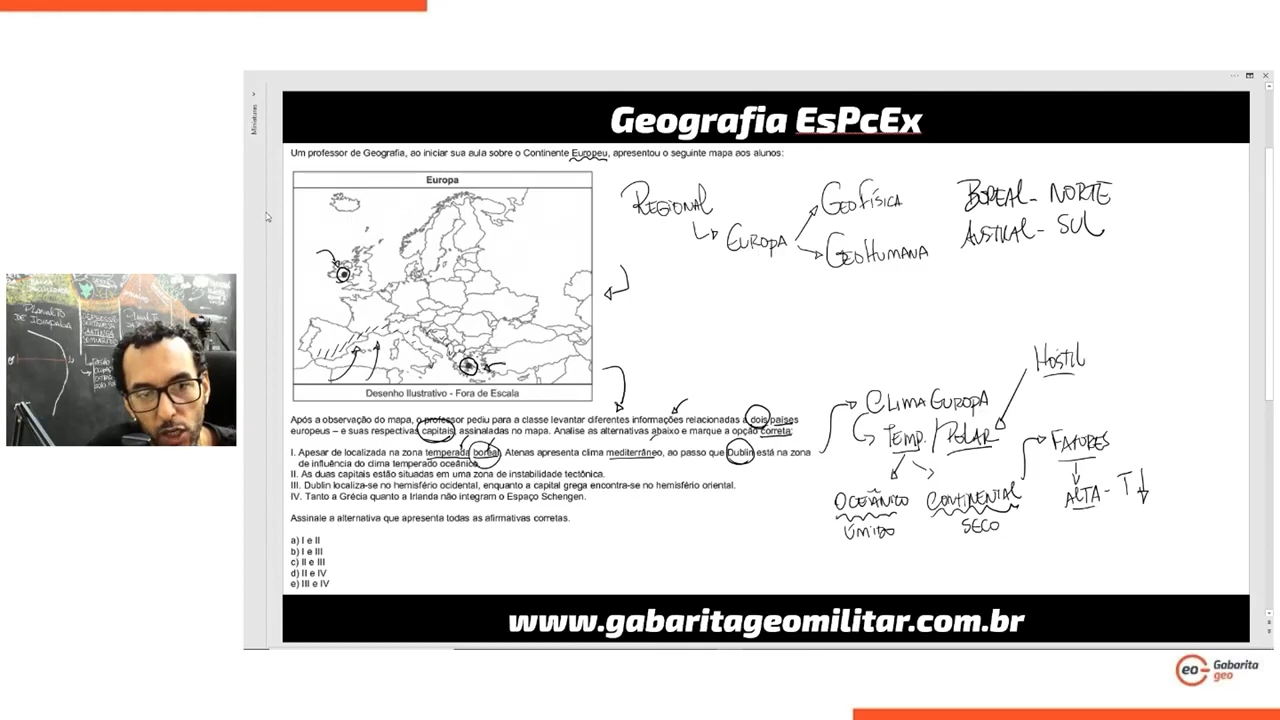 Geografia EsPCEx
Um professor de Geografia, ao iniciar sua aula sobre o Continente Europeu, apresentou o seguinte mapa aos alunos:
Europa
Desenho Ilustrativo - Fora de Escala
Após a observação do mapa, o professor pediu para a classe levantar diferentes informações relacionadas a dois países
europeus – e suas respectivas capitais, assinaladas no mapa. Analise as alternativas abaixo e marque a opção correta;
I. Apesar de localizada na zona temperada boreal, Atenas apresenta clima mediterrâneo, ao passo que Dublin está na zona
de influência do clima temperado oceânico.
II. As duas capitais estão situadas em uma zona de instabilidade tectônica.
III. Dublin localiza-se no hemisfério ocidental, enquanto a capital grega encontra-se no hemisfério oriental.
IV. Tanto a Grécia quanto a Irlanda não integram o Espaço Schengen.
Assinale a alternativa que apresenta todas as afirmativas corretas.
a) I e II
b) I e III
c) II e III
d) II e IV
e) III e IV
REGIONAL
EUROPA
GEOFÍSICA
GEOHUMANA
BOREAL - NORTE
AUSTRAL - SUL
HOSTIL
CLIMA EUROPA
TEMP. / POLAR
FATORES
OCEÂNICO
CONTINENTAL
ALTA - T
ÚMIDO
SECO
www.gabaritageomilitar.com.br
Miniaturas
PLANALTO
eo Gabarita
geo